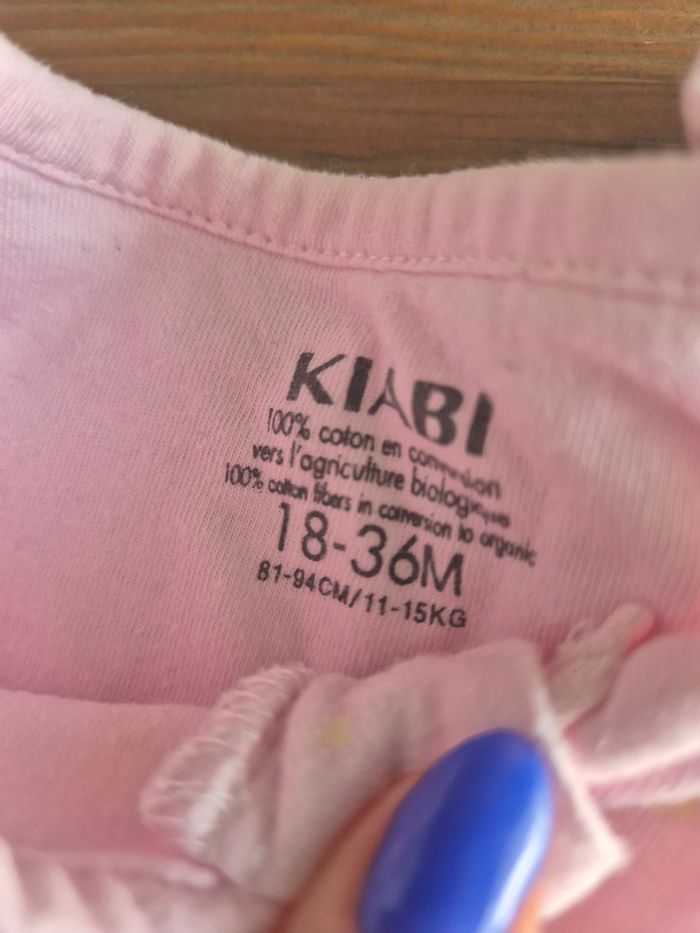 KIABI
100% coton en conversion
vers l'agriculture biologique
100% cotton fibers in conversion to organic
18-36M
81-94CM/11-15KG